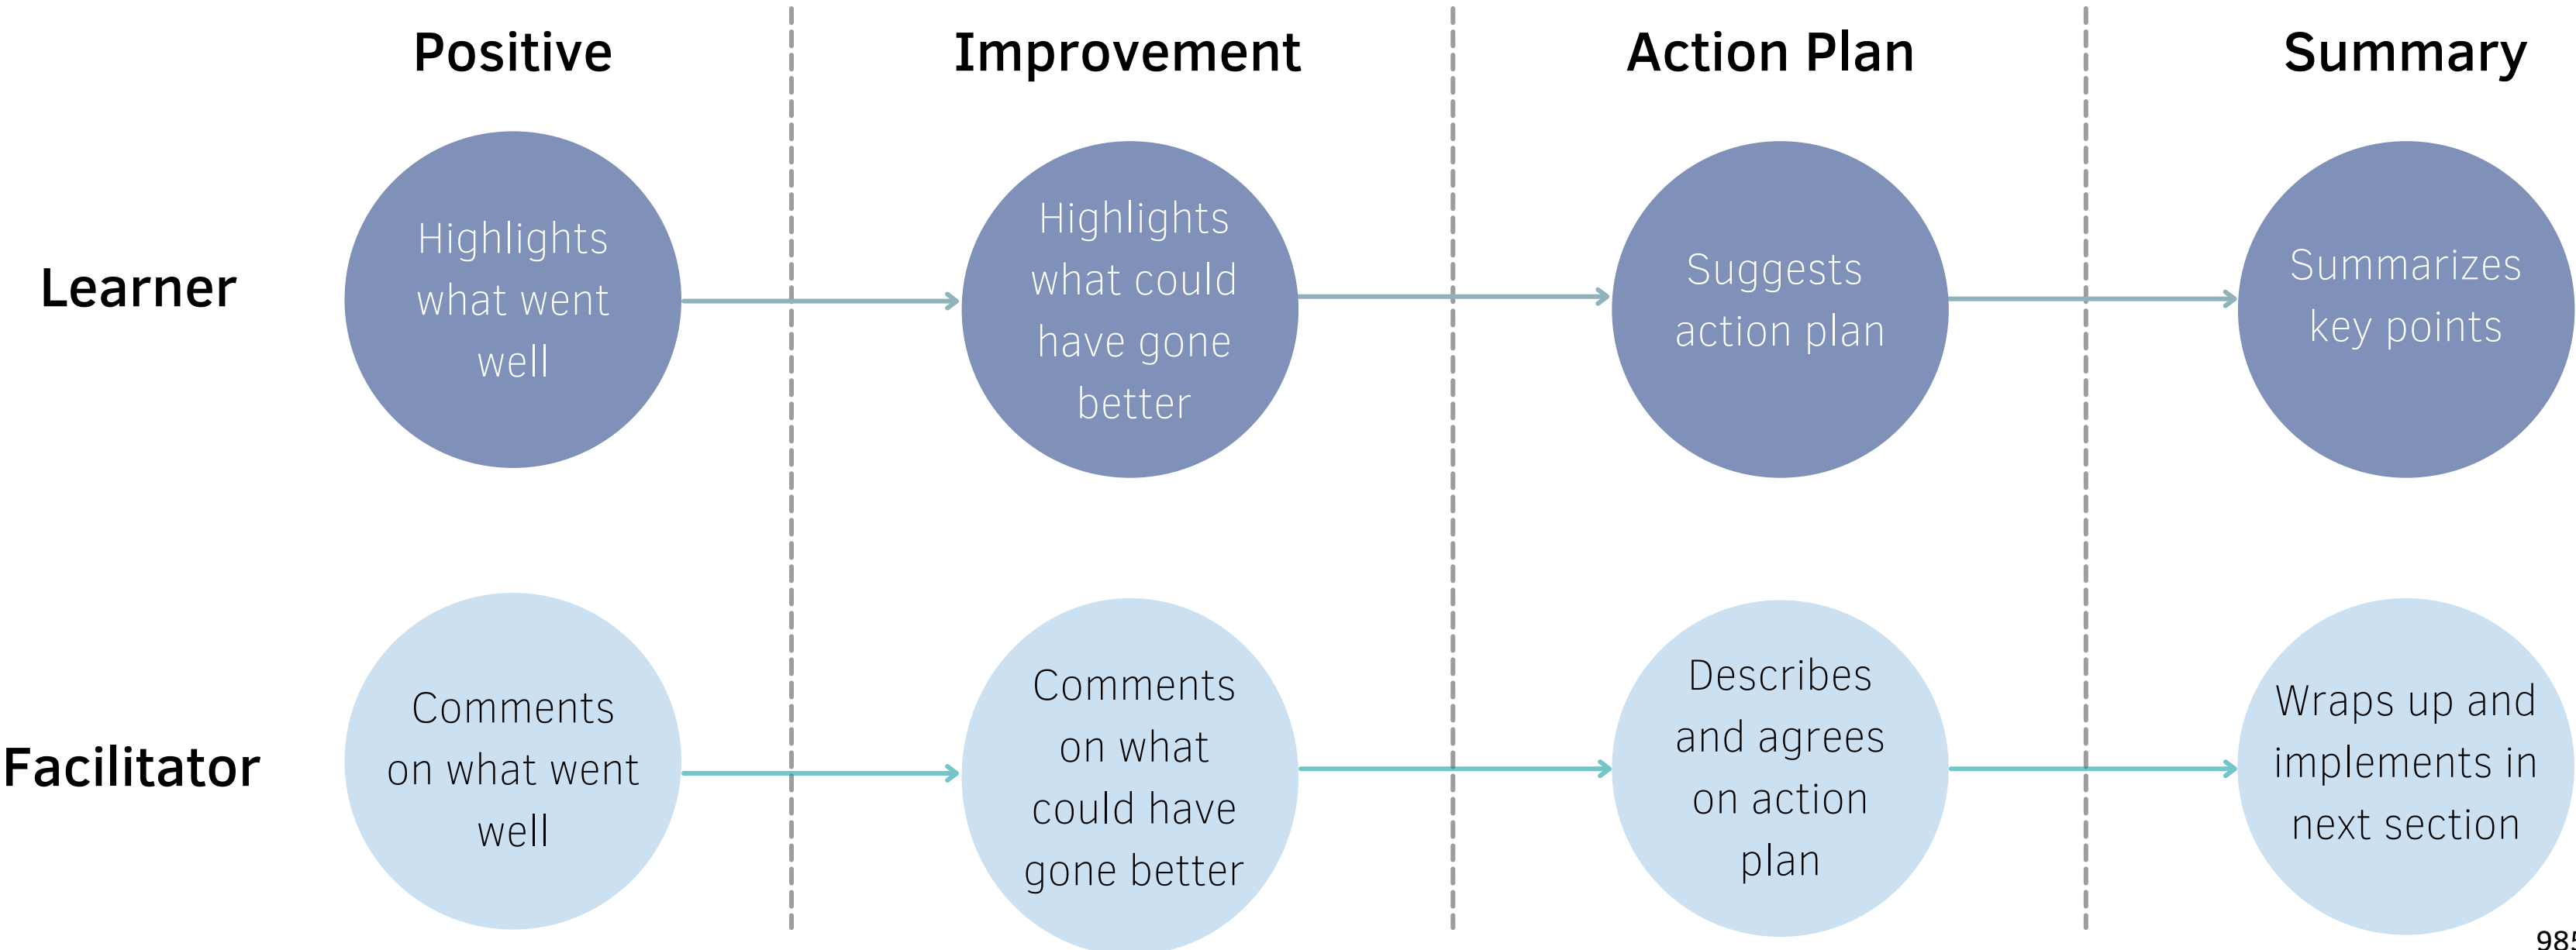 Positive
Improvement
Action Plan
Summary
Learner
Highlights
what went
well
Highlights
what could
have gone
better
Suggests
action plan
Summarizes
key points
Facilitator
Comments
on what went
well
Comments
on what
could have
gone better
Describes
and agrees
on action
plan
Wraps up and
implements in
next section
985